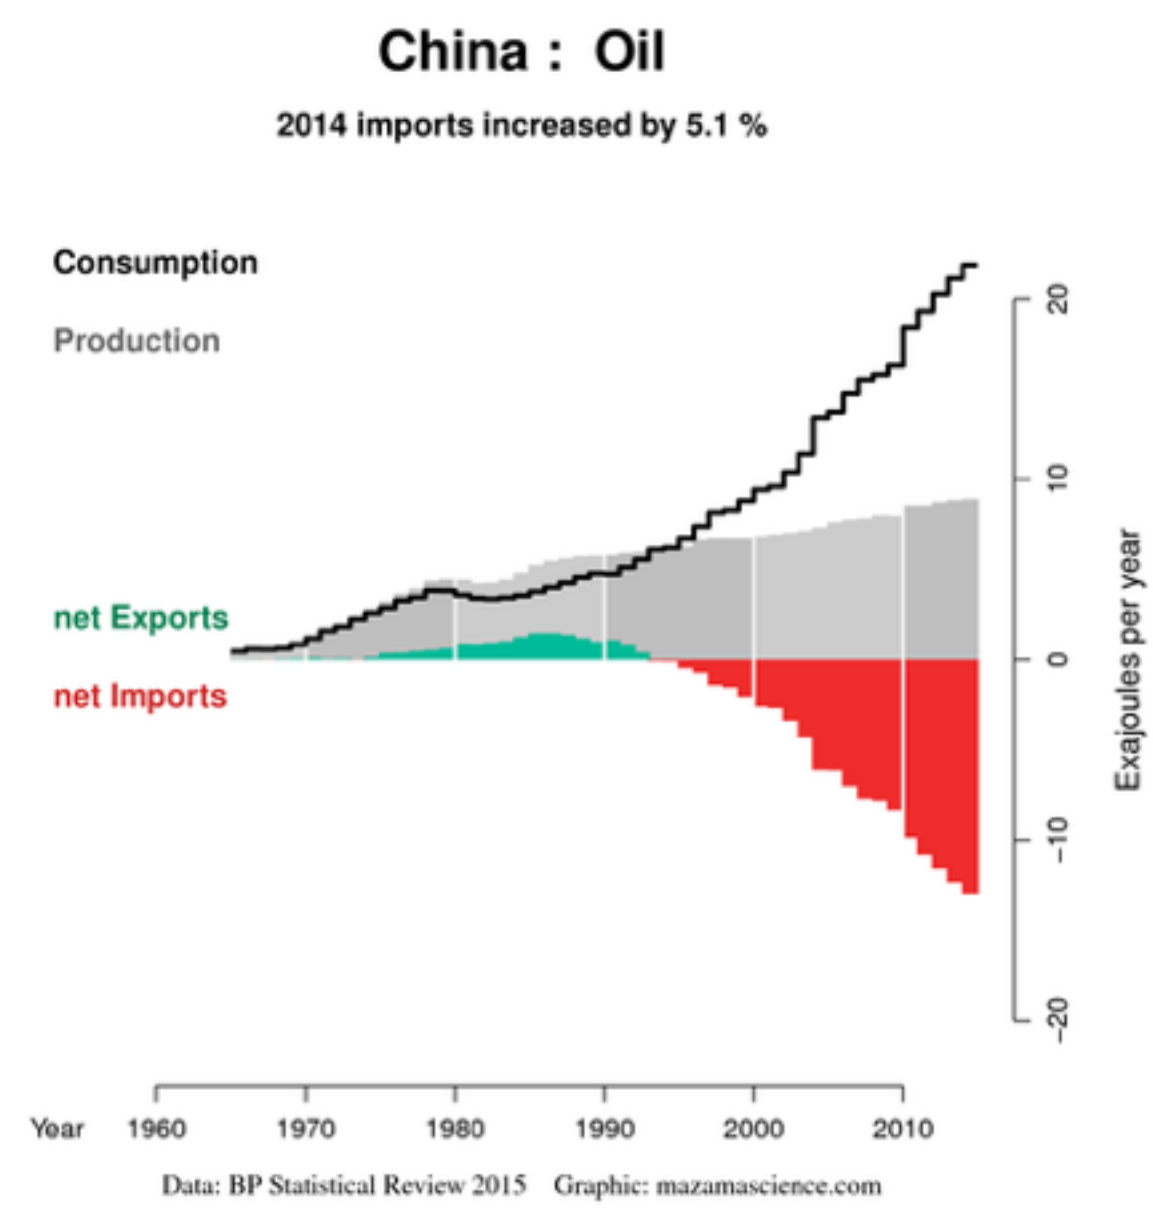 China : Oil
2014 imports increased by 5.1 %
Consumption
Production
net Exports
net Imports
20
10
0
−10
−20
Exajoules per year
Year 1960 1970 1980 1990 2000 2010
Data: BP Statistical Review 2015 Graphic: mazamascience.com